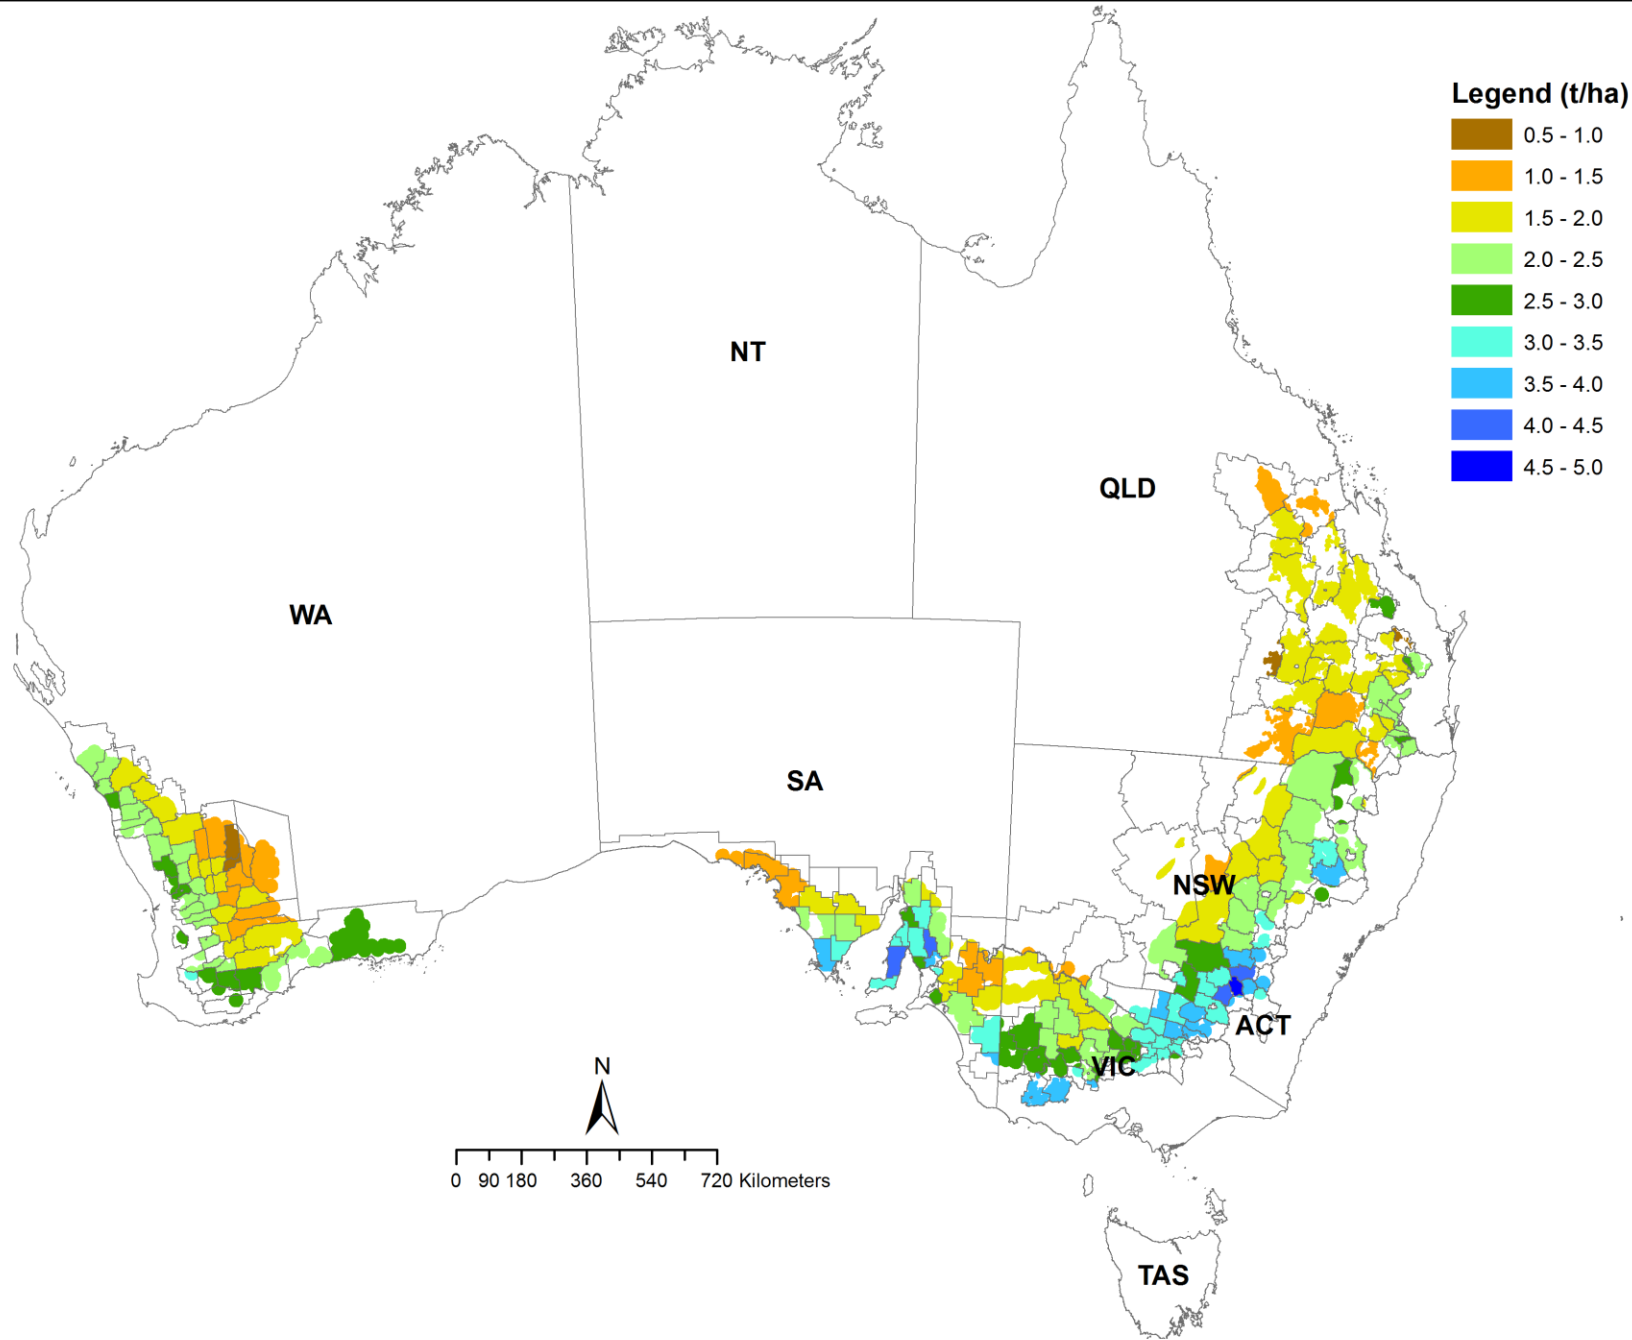 Legend (t/ha)
0.5 - 1.0
1.0 - 1.5
1.5 - 2.0
2.0 - 2.5
2.5 - 3.0
3.0 - 3.5
3.5 - 4.0
4.0 - 4.5
4.5 - 5.0
NT
QLD
WA
SA
NSW
ACT
VIC
N
0 90 180 360 540 720 Kilometers
TAS